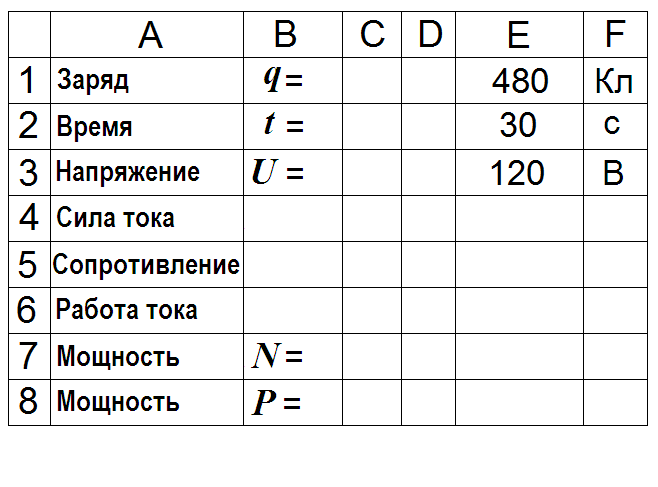 A B C D E F
1 Заряд q = 480 Кл
2 Время t = 30 с
3 Напряжение U = 120 В
4 Сила тока
5 Сопротивление
6 Работа тока
7 Мощность N =
8 Мощность P =